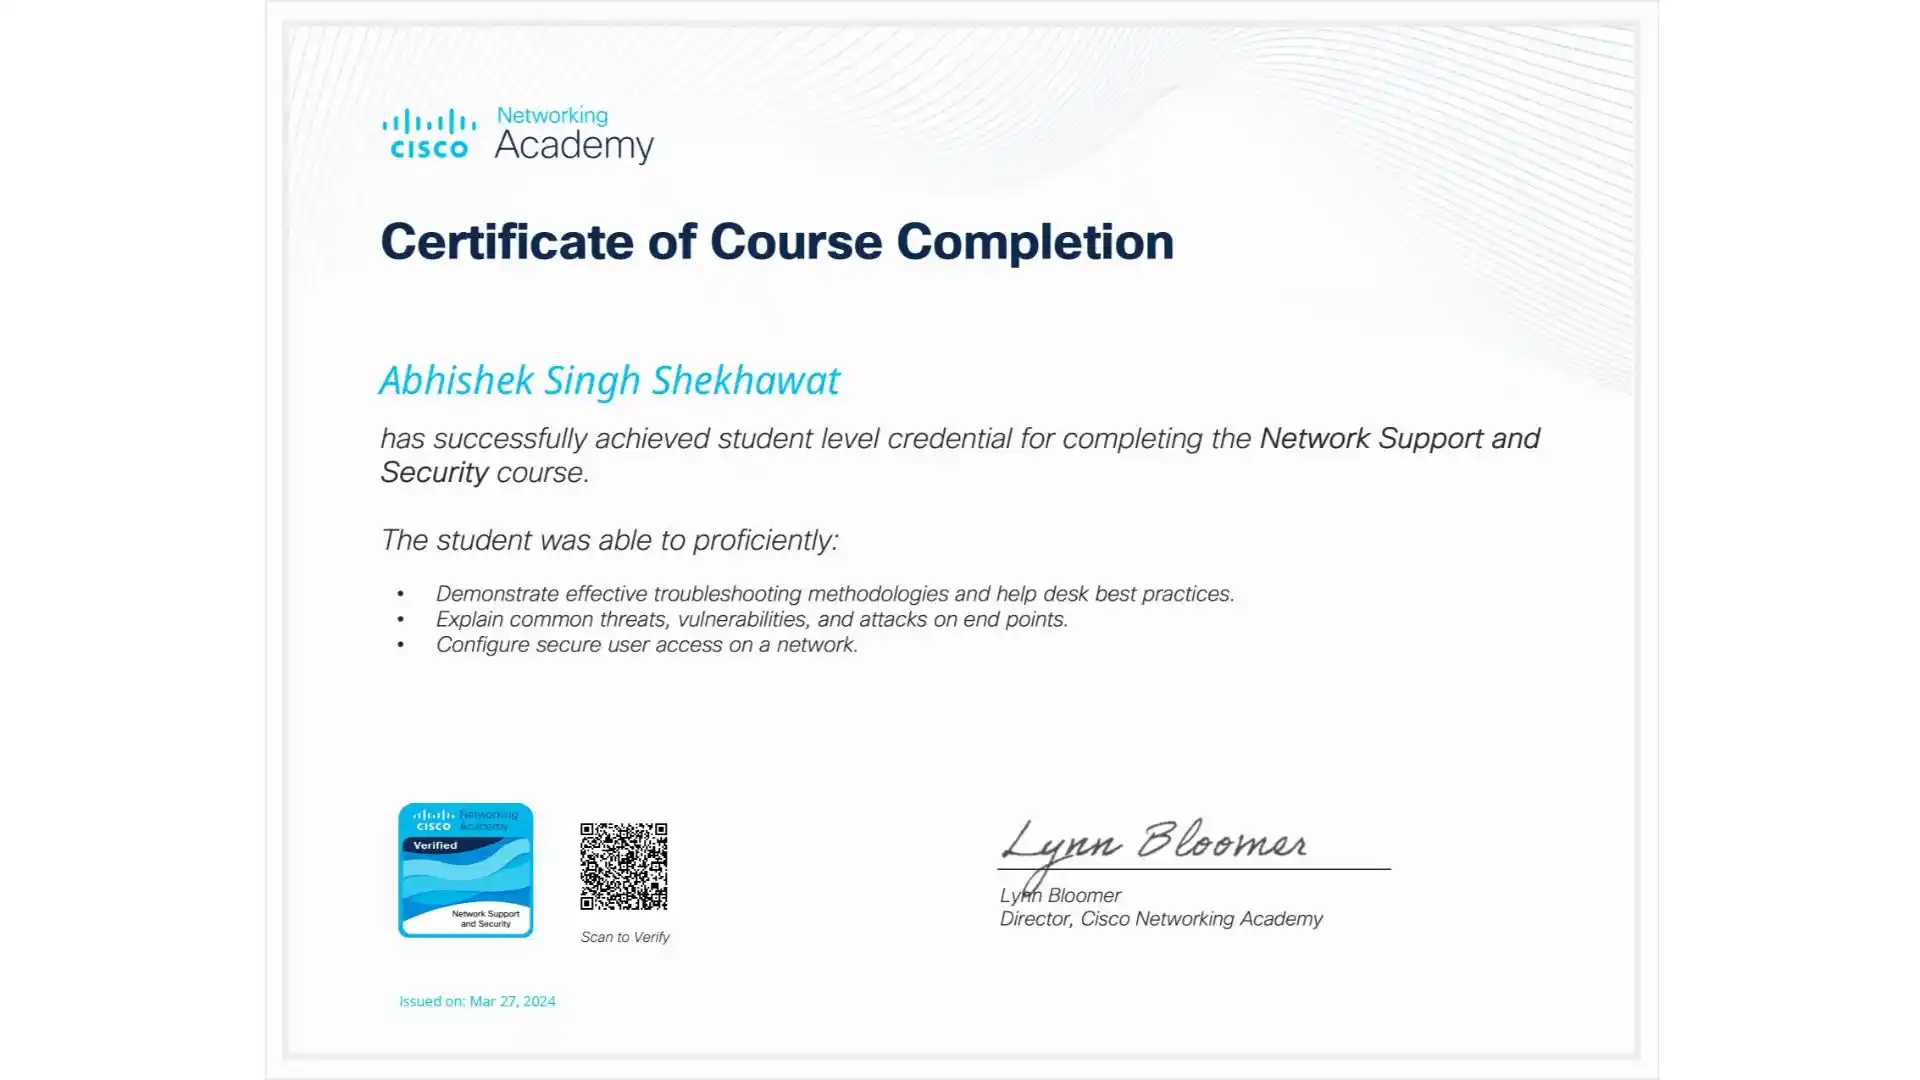 Networking
CISCO Academy
Certificate of Course Completion
Abhishek Singh Shekhawat
has successfully achieved student level credential for completing the Network Support and
Security course.
The student was able to proficiently:
• Demonstrate effective troubleshooting methodologies and help desk best practices.
• Explain common threats, vulnerabilities, and attacks on end points.
• Configure secure user access on a network.
Networking
CISCO Academy
Verified
Network Support
and Security
Scan to Verify
Lynn Bloomer
Lynn Bloomer
Director, Cisco Networking Academy
Issued on: Mar 27, 2024